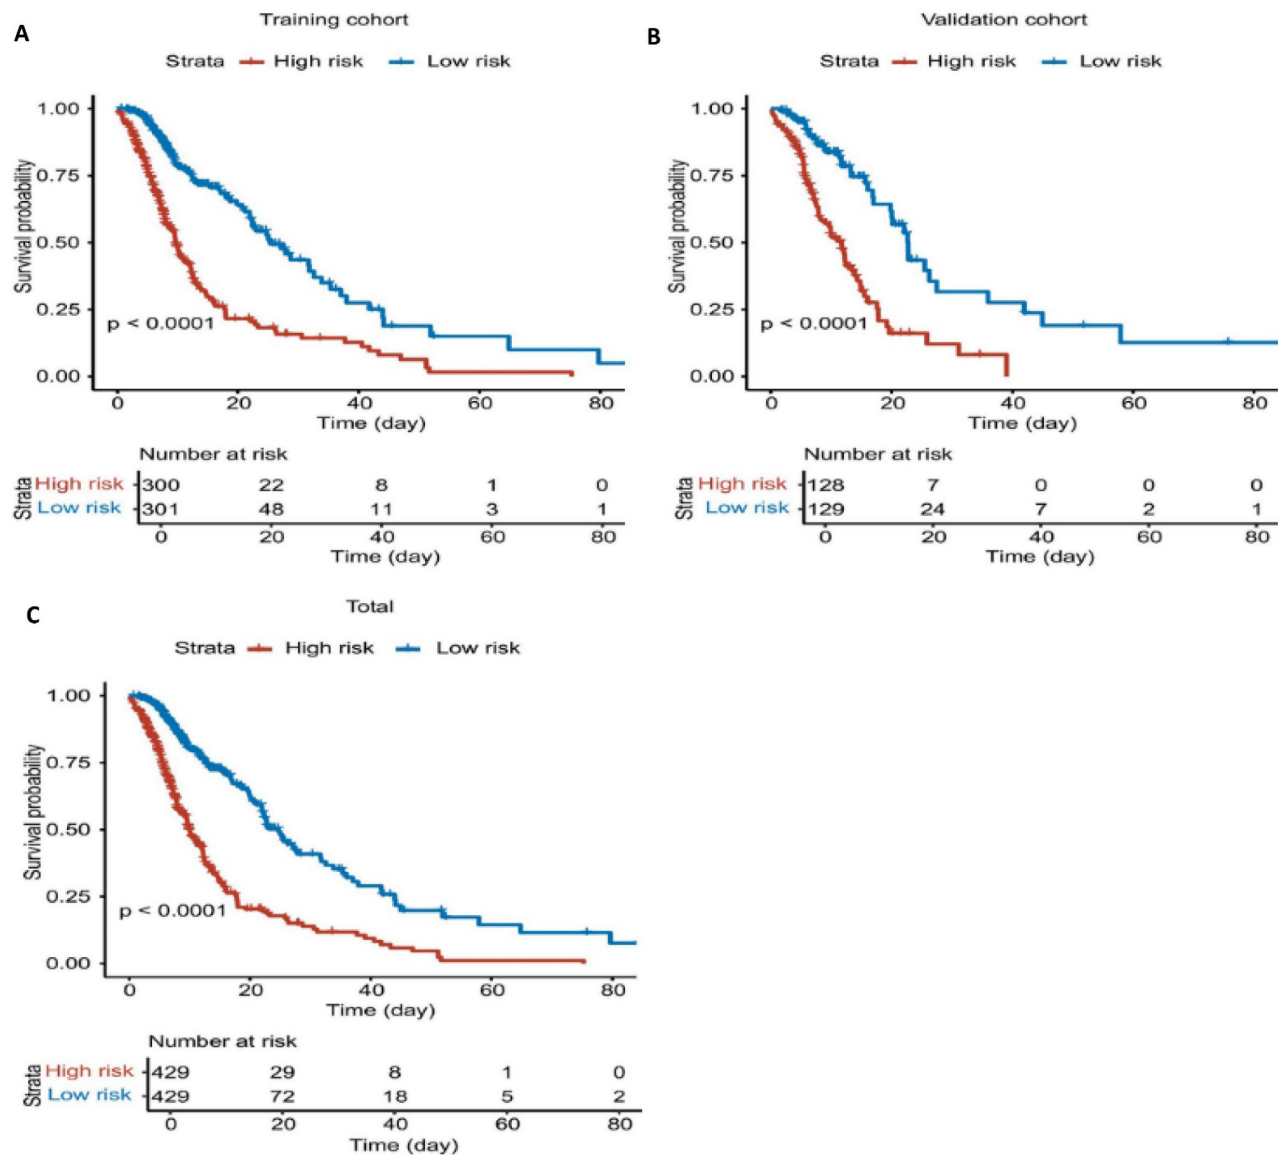 A
Training cohort
Strata High risk Low risk
Survival probability
1.00
0.75
0.50
0.25
0.00
p < 0.0001
0 20 40 60 80
Time (day)
Number at risk
Strata
High risk 300 22 8 1 0
Low risk 301 48 11 3 1
0 20 40 60 80
Time (day)
B
Validation cohort
Strata High risk Low risk
Survival probability
1.00
0.75
0.50
0.25
0.00
p < 0.0001
0 20 40 60 80
Time (day)
Number at risk
Strata
High risk 128 7 0 0 0
Low risk 129 24 7 2 1
0 20 40 60 80
Time (day)
C
Total
Strata High risk Low risk
Survival probability
1.00
0.75
0.50
0.25
0.00
p < 0.0001
0 20 40 60 80
Time (day)
Number at risk
Strata
High risk 429 29 8 1 0
Low risk 429 72 18 5 2
0 20 40 60 80
Time (day)